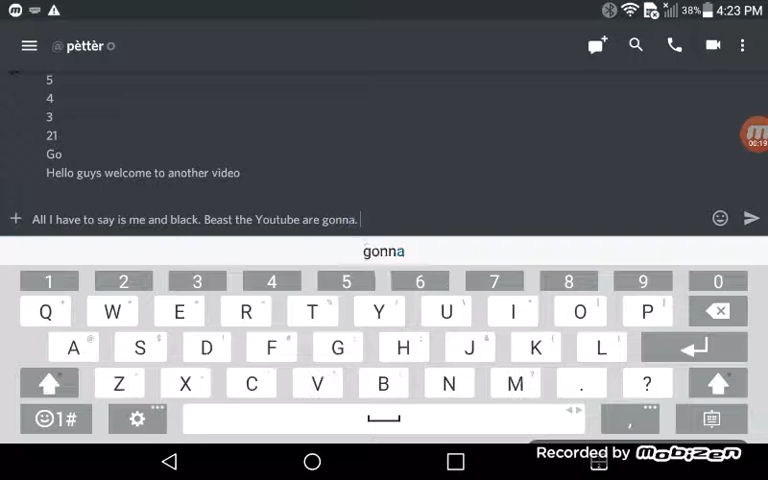 38% 4:23 PM
@ pèttèr
5
4
3
21
Go
Hello guys welcome to another video
00:19
All I have to say is me and black. Beast the Youtube are gonna.
gonna
1 2 3 4 5 6 7 8 9 0
Q W E R T Y U I O P
A S D F G H J K L
Z X C V B N M . ?
1# ,
Recorded by Mobizen